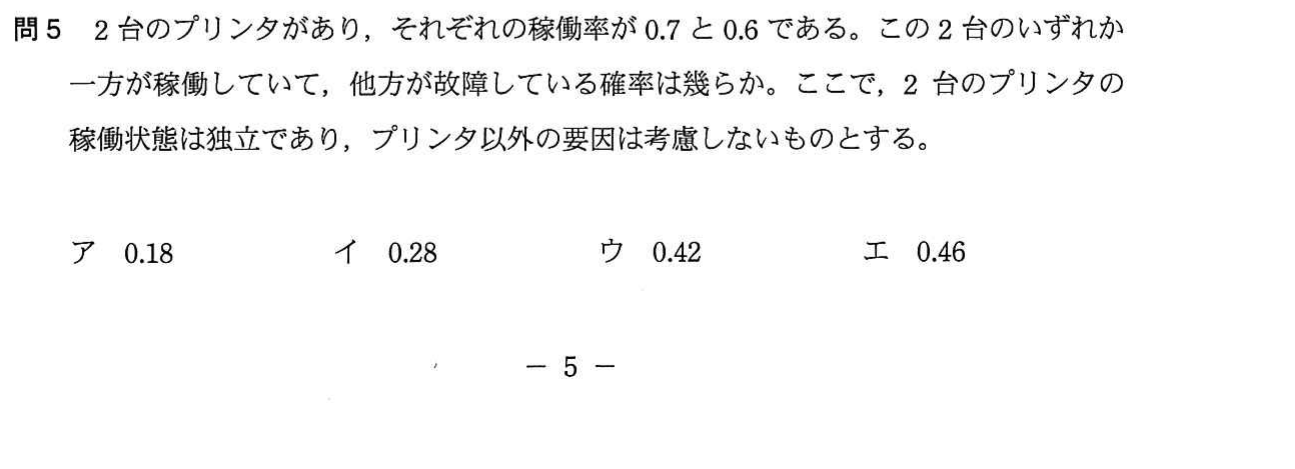 問5 2台のプリンタがあり，それぞれの稼働率が0.7と0.6である。この2台のいずれか
一方が稼働していて，他方が故障している確率は幾らか。ここで，2台のプリンタの
稼働状態は独立であり，プリンタ以外の要因は考慮しないものとする。
ア 0.18 イ 0.28 ウ 0.42 エ 0.46
－ 5 －